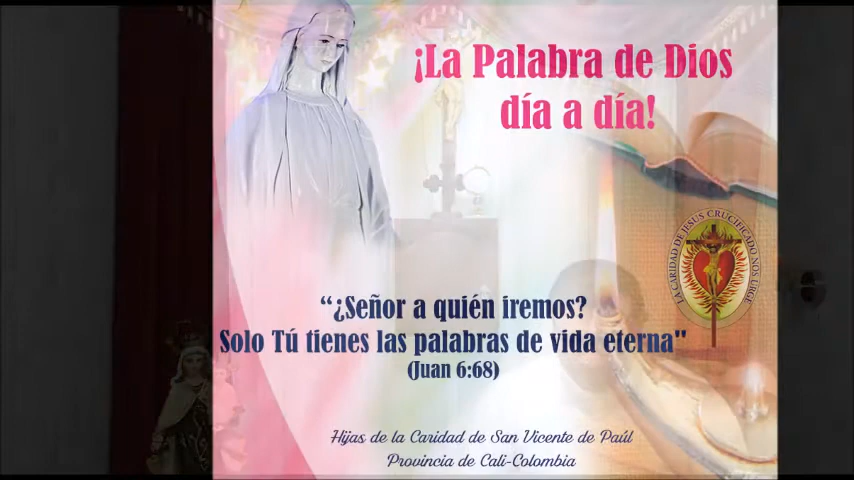 ¡La Palabra de Dios
día a día!
LA CARIDAD DE JESUS CRUCIFICADO NOS URGE
“¿Señor a quién iremos?
Solo Tú tienes las palabras de vida eterna"
(Juan 6:68)
Hijas de la Caridad de San Vicente de Paúl
Provincia de Cali-Colombia